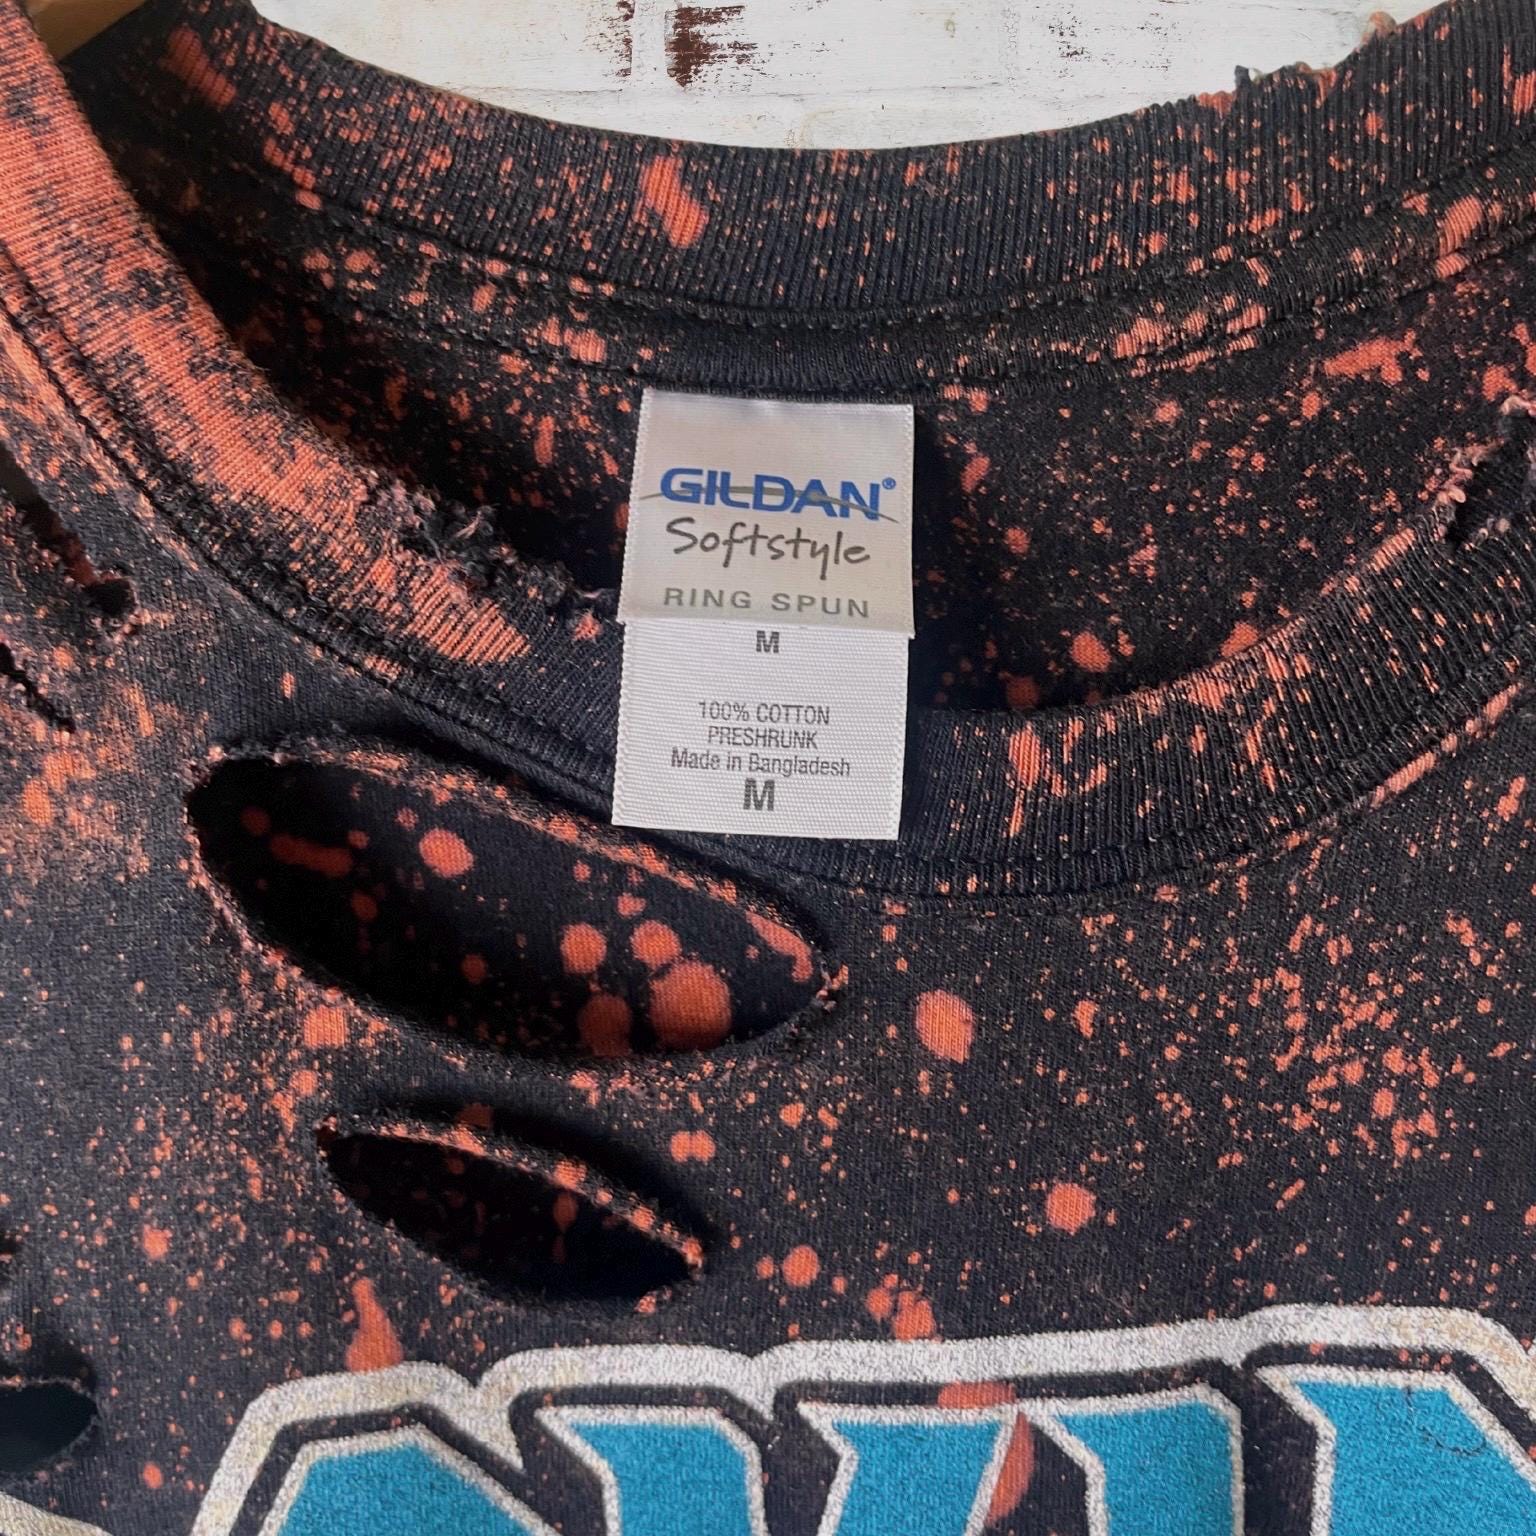 GILDAN®
Softstyle
RING SPUN
M
100% COTTON
PRESHRUNK
Made in Bangladesh
M